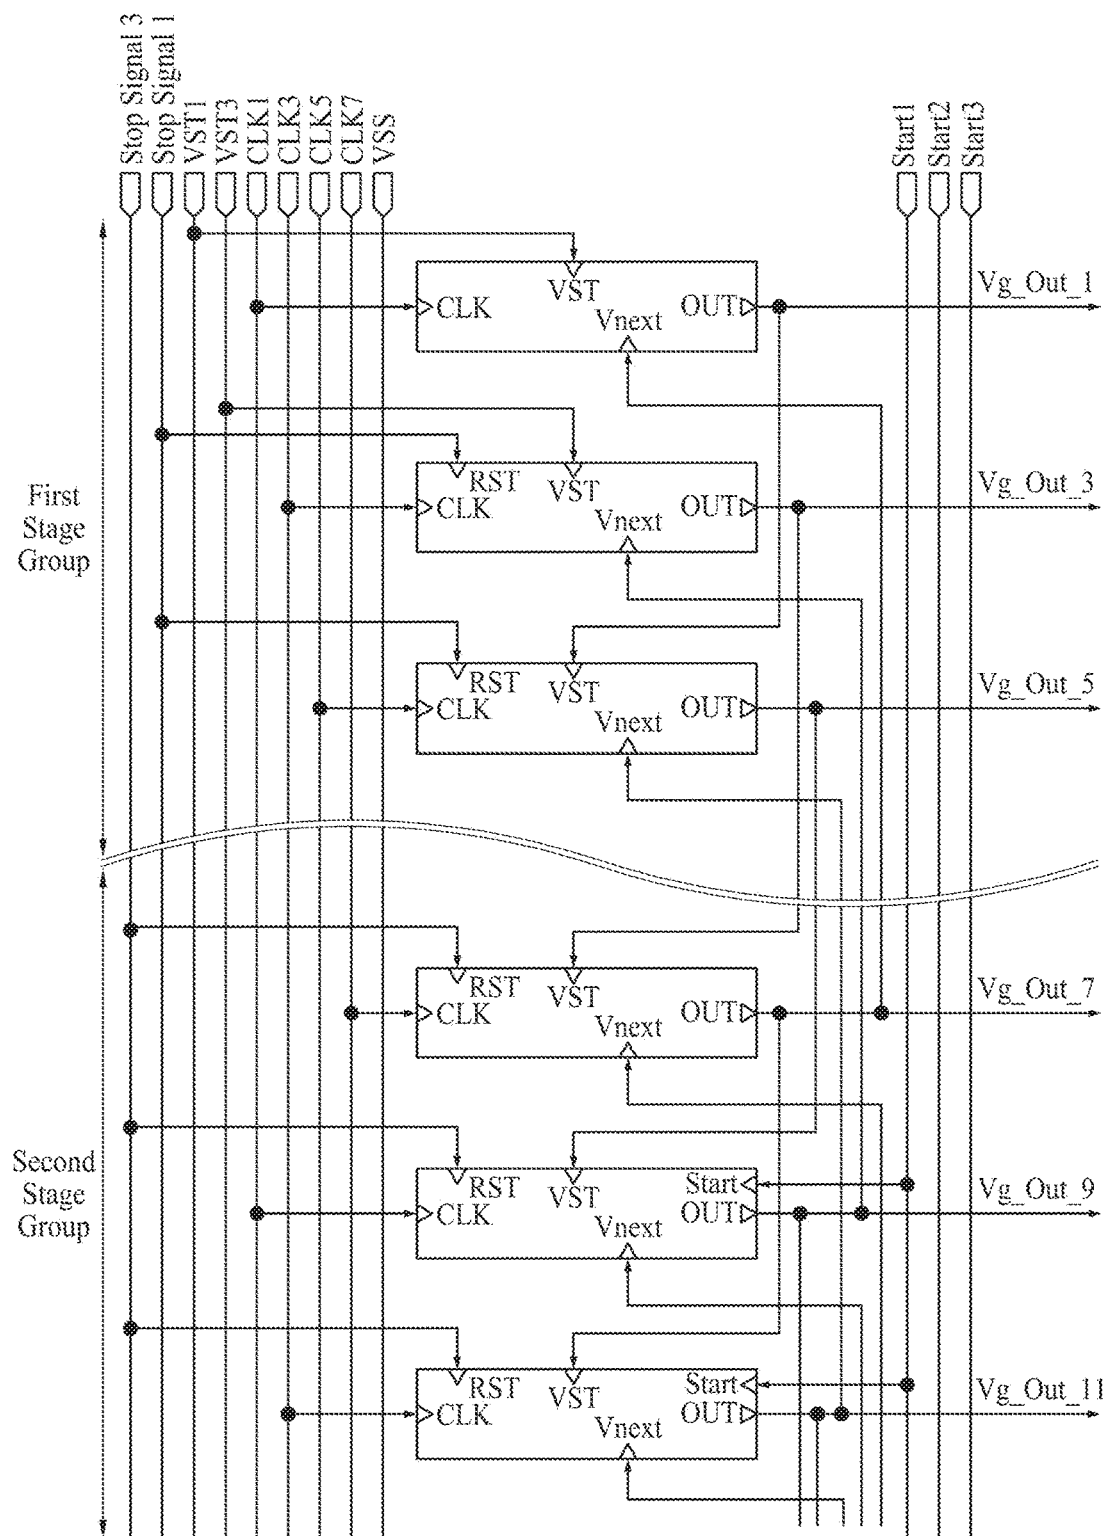 Stop Signal 3
Stop Signal 1
VST1
VST3
CLK1
CLK3
CLK5
CLK7
VSS
Start1
Start2
Start3
VST
CLK
OUT
Vnext
Vg_Out_1
First
Stage
Group
RST
VST
CLK
OUT
Vnext
Vg_Out_3
RST
VST
CLK
OUT
Vnext
Vg_Out_5
Second
Stage
Group
RST
VST
CLK
OUT
Vnext
Vg_Out_7
RST
VST
Start
CLK
OUT
Vnext
Vg_Out_9
RST
VST
Start
CLK
OUT
Vnext
Vg_Out_11